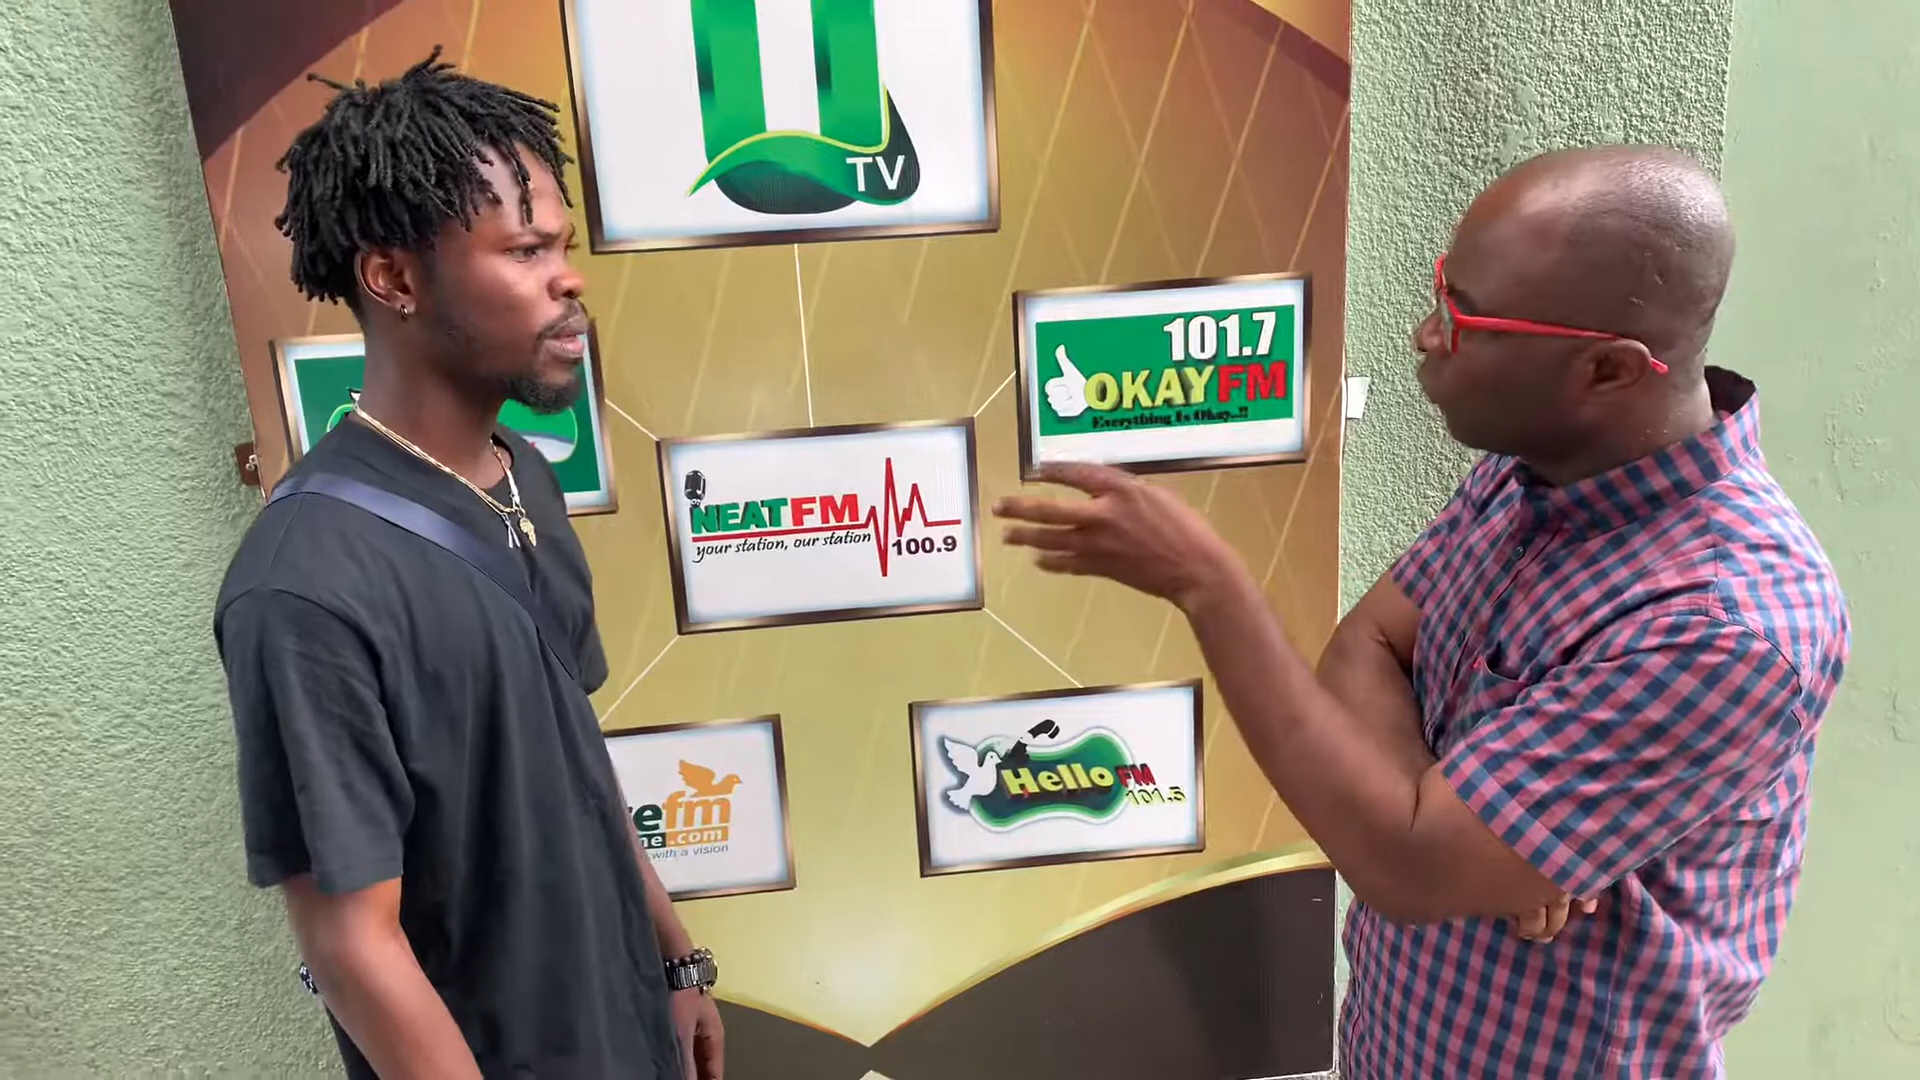 TV
101.7
OKAY FM
Everything Is Okay..!!
NEAT FM
your station, our station
100.9
efm
ne.com
with a vision
Hello FM
101.5